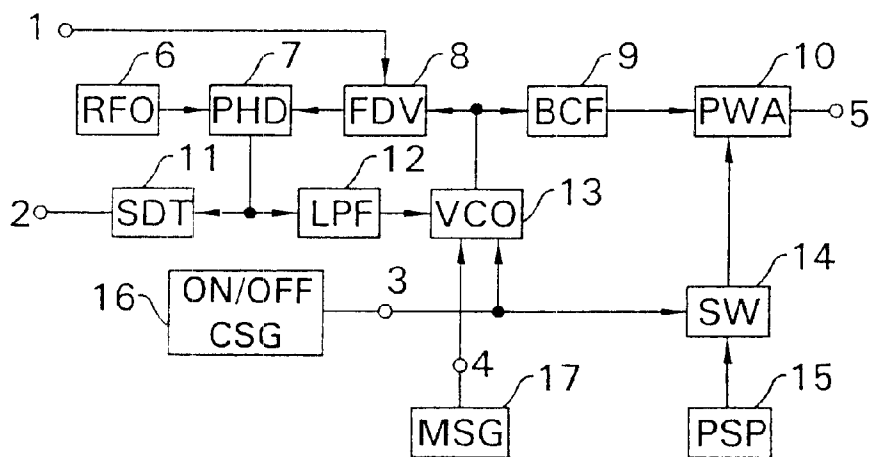 1
6 7 8 9 10
RFO PHD FDV BCF PWA 5
11 12
2 SDT LPF VCO 13
16 ON/OFF CSG 3 14
SW
4 17 15
MSG PSP